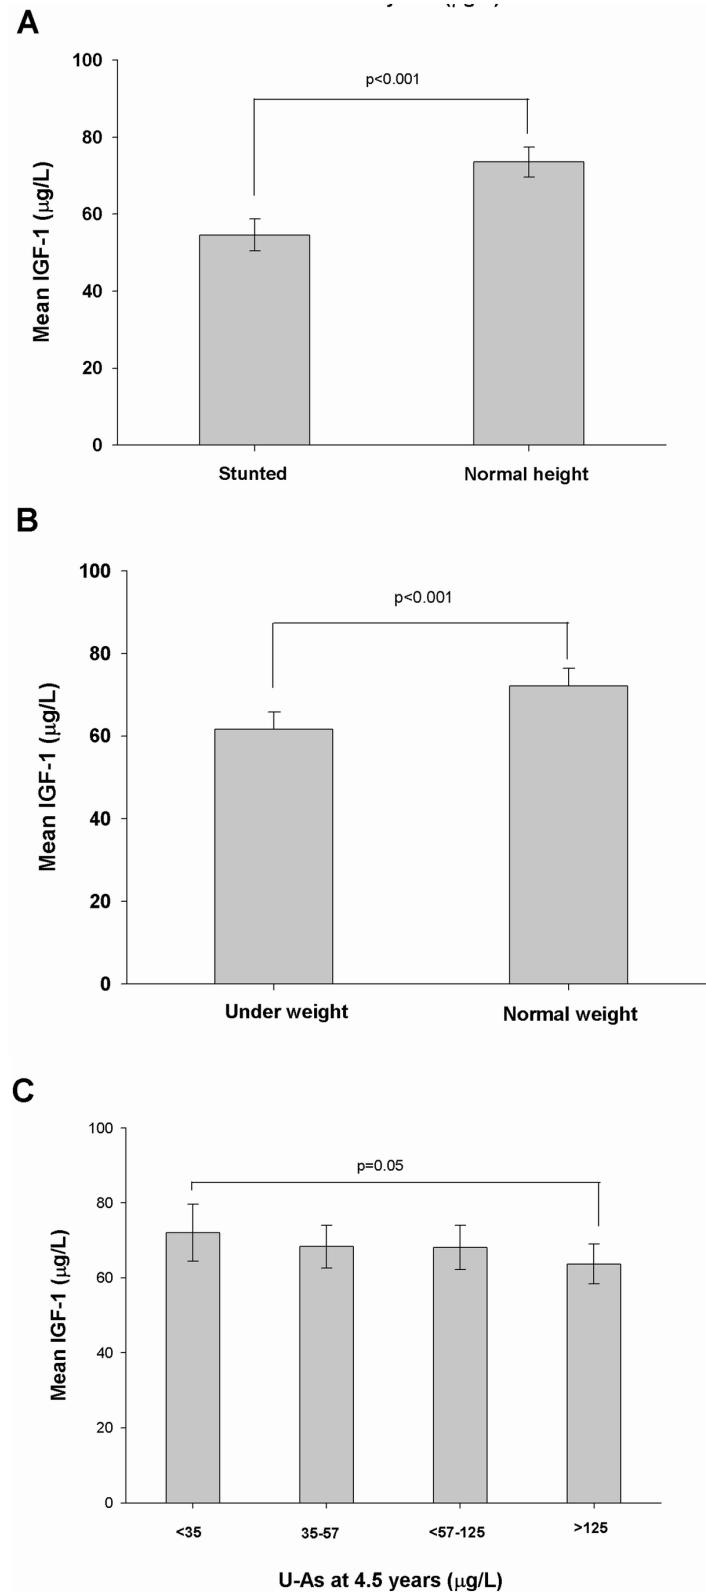 A
100
p<0.001
80
60
40
20
0
Mean IGF-1 (μg/L)
Stunted Normal height
B
100
p<0.001
80
60
40
20
0
Mean IGF-1 (μg/L)
Under weight Normal weight
C
100
p=0.05
80
60
40
20
0
Mean IGF-1 (μg/L)
<35 35-57 <57-125 >125
U-As at 4.5 years (μg/L)